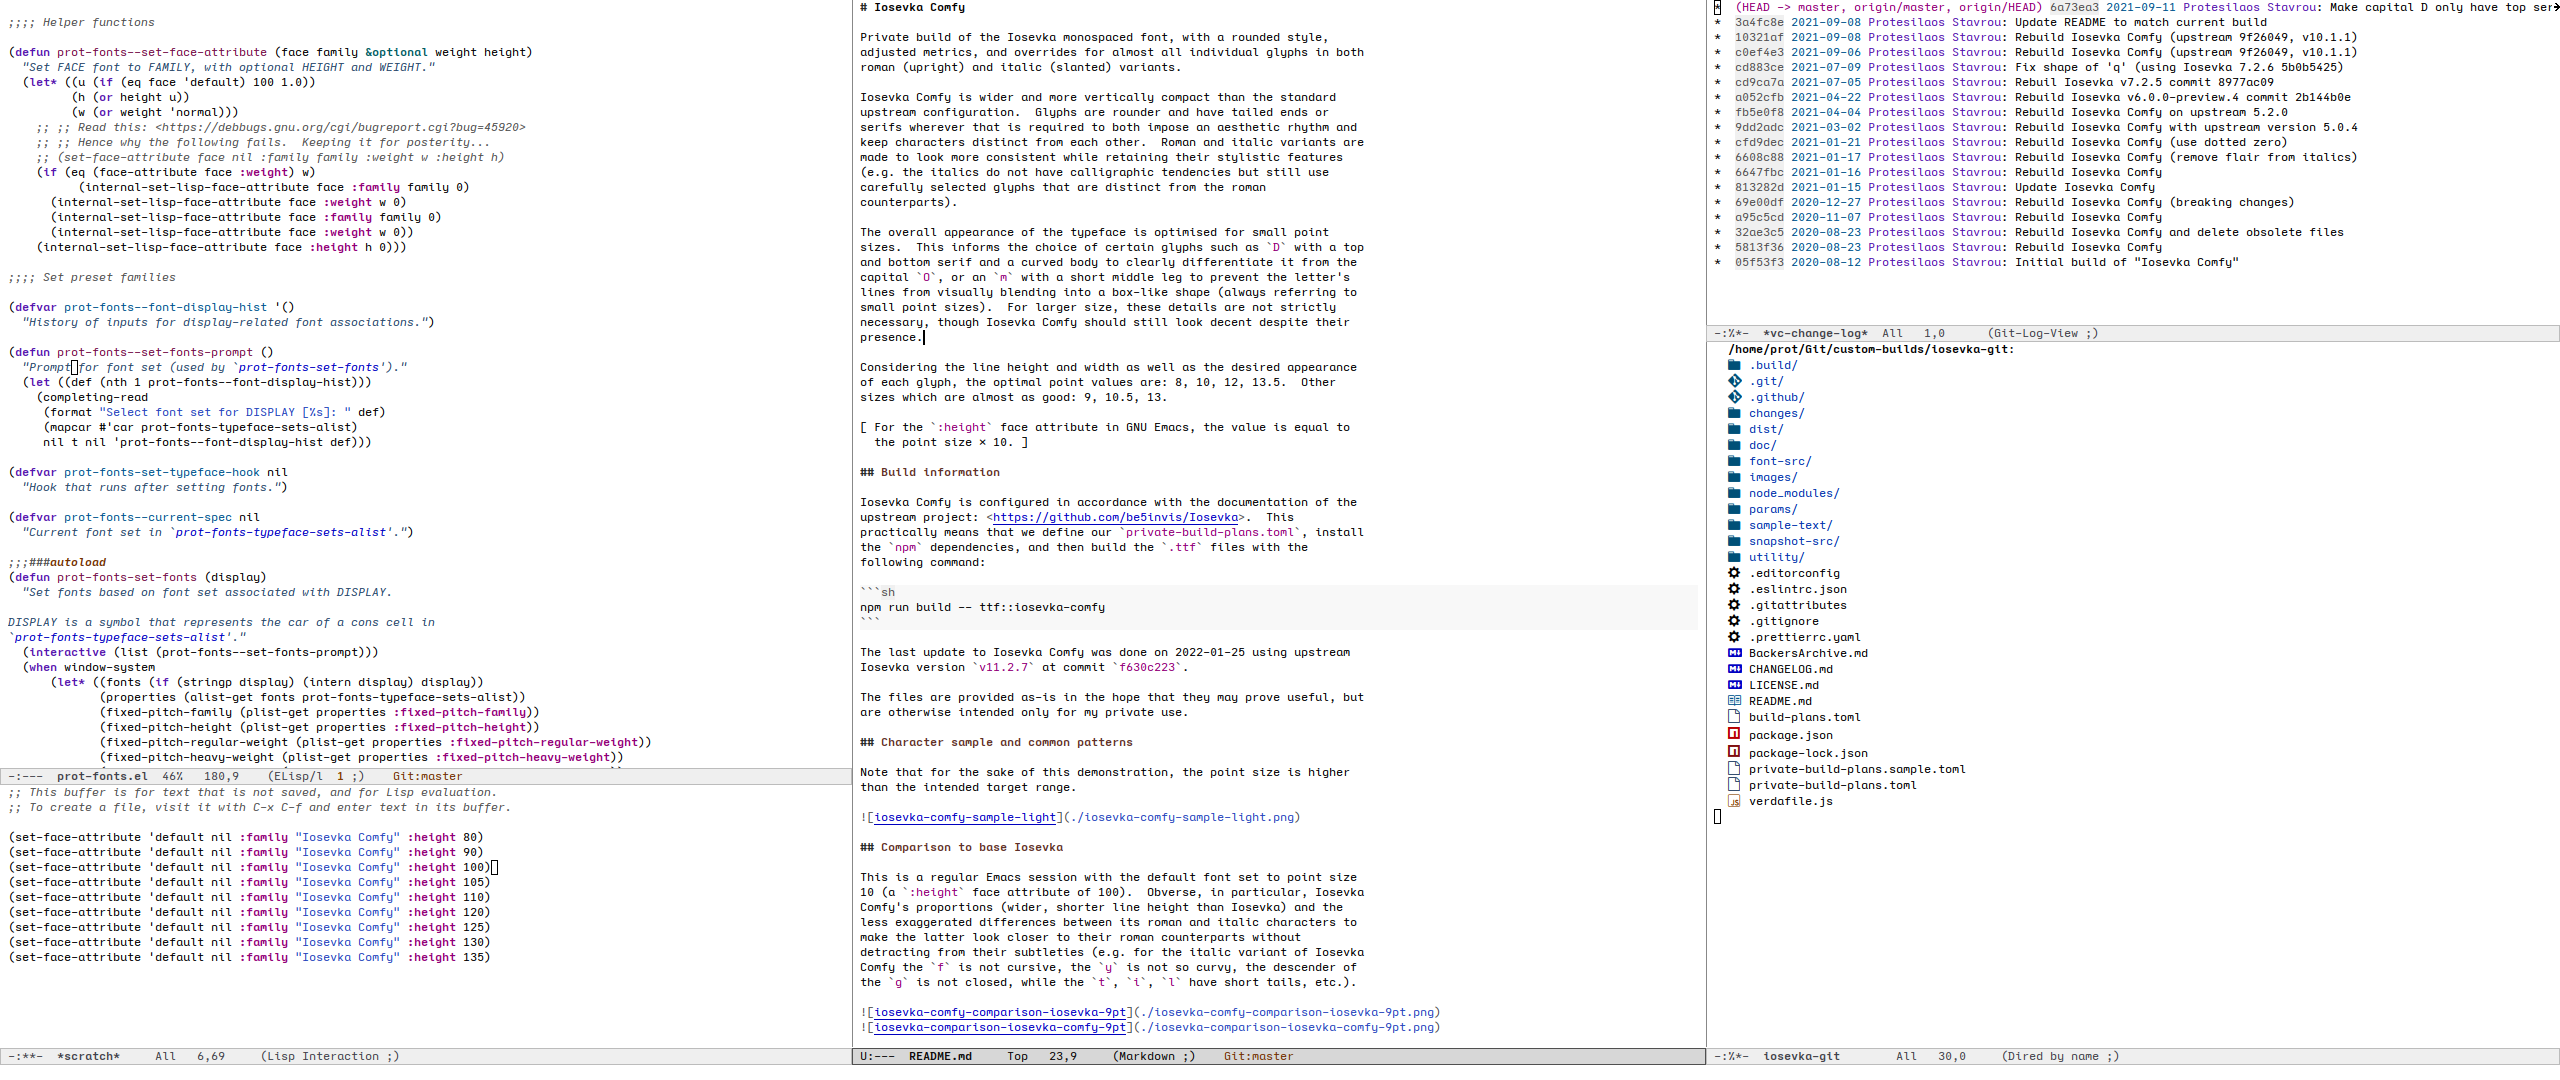 ;;;; Helper functions
(defun prot-fonts--set-face-attribute (face family &optional weight height)
"Set FACE font to FAMILY, with optional HEIGHT and WEIGHT."
(let* ((u (if (eq face 'default) 100 1.0))
(h (or height u))
(w (or weight 'normal)))
;; ;; Read this: <https://debbugs.gnu.org/cgi/bugreport.cgi?bug=45920>
;; ;; Hence why the following fails.  Keeping it for posterity...
;; (set-face-attribute face nil :family family :weight w :height h)
(if (eq (face-attribute face :weight) w)
(internal-set-lisp-face-attribute face :family family 0)
(internal-set-lisp-face-attribute face :weight w 0)
(internal-set-lisp-face-attribute face :family family 0)
(internal-set-lisp-face-attribute face :weight w 0))
(internal-set-lisp-face-attribute face :height h 0)))
;;;; Set preset families
(defvar prot-fonts--font-display-hist '()
"History of inputs for display-related font associations.")
(defun prot-fonts--set-fonts-prompt ()
"Prompt for font set (used by `prot-fonts-set-fonts')."
(let ((def (nth 1 prot-fonts--font-display-hist)))
(completing-read
(format "Select font set for DISPLAY [%s]: " def)
(mapcar #'car prot-fonts-typeface-sets-alist)
nil t nil 'prot-fonts--font-display-hist def)))
(defvar prot-fonts-set-typeface-hook nil
"Hook that runs after setting fonts.")
(defvar prot-fonts--current-spec nil
"Current font set in `prot-fonts-typeface-sets-alist'.")
;;;###autoload
(defun prot-fonts-set-fonts (display)
"Set fonts based on font set associated with DISPLAY.
DISPLAY is a symbol that represents the car of a cons cell in
`prot-fonts-typeface-sets-alist'."
(interactive (list (prot-fonts--set-fonts-prompt)))
(when window-system
(let* ((fonts (if (stringp display) (intern display) display))
(properties (alist-get fonts prot-fonts-typeface-sets-alist))
(fixed-pitch-family (plist-get properties :fixed-pitch-family))
(fixed-pitch-height (plist-get properties :fixed-pitch-height))
(fixed-pitch-regular-weight (plist-get properties :fixed-pitch-regular-weight))
(fixed-pitch-heavy-weight (plist-get properties :fixed-pitch-heavy-weight))
-:---  prot-fonts.el  46%   180,9    (ELisp/l  1 ;)    Git:master
;; This buffer is for text that is not saved, and for Lisp evaluation.
;; To create a file, visit it with C-x C-f and enter text in its buffer.
(set-face-attribute 'default nil :family "Iosevka Comfy" :height 80)
(set-face-attribute 'default nil :family "Iosevka Comfy" :height 90)
(set-face-attribute 'default nil :family "Iosevka Comfy" :height 100)
(set-face-attribute 'default nil :family "Iosevka Comfy" :height 105)
(set-face-attribute 'default nil :family "Iosevka Comfy" :height 110)
(set-face-attribute 'default nil :family "Iosevka Comfy" :height 120)
(set-face-attribute 'default nil :family "Iosevka Comfy" :height 125)
(set-face-attribute 'default nil :family "Iosevka Comfy" :height 130)
(set-face-attribute 'default nil :family "Iosevka Comfy" :height 135)
-:**-  *scratch*     All   6,69     (Lisp Interaction ;)
# Iosevka Comfy
Private build of the Iosevka monospaced font, with a rounded style,
adjusted metrics, and overrides for almost all individual glyphs in both
roman (upright) and italic (slanted) variants.
Iosevka Comfy is wider and more vertically compact than the standard
upstream configuration.  Glyphs are rounder and have tailed ends or
serifs wherever that is required to both impose an aesthetic rhythm and
keep characters distinct from each other.  Roman and italic variants are
made to look more consistent while retaining their stylistic features
(e.g. the italics do not have calligraphic tendencies but still use
carefully selected glyphs that are distinct from the roman
counterparts).
The overall appearance of the typeface is optimised for small point
sizes.  This informs the choice of certain glyphs such as `D` with a top
and bottom serif and a curved body to clearly differentiate it from the
capital `O`, or an `m` with a short middle leg to prevent the letter's
lines from visually blending into a box-like shape (always referring to
small point sizes).  For larger size, these details are not strictly
necessary, though Iosevka Comfy should still look decent despite their
presence.
Considering the line height and width as well as the desired appearance
of each glyph, the optimal point values are: 8, 10, 12, 13.5.  Other
sizes which are almost as good: 9, 10.5, 13.
[ For the `:height` face attribute in GNU Emacs, the value is equal to
the point size × 10. ]
## Build information
Iosevka Comfy is configured in accordance with the documentation of the
upstream project: <https://github.com/be5invis/Iosevka>.  This
practically means that we define our `private-build-plans.toml`, install
the `npm` dependencies, and then build the `.ttf` files with the
following command:
```sh
npm run build -- ttf::iosevka-comfy
```
The last update to Iosevka Comfy was done on 2022-01-25 using upstream
Iosevka version `v11.2.7` at commit `f630c223`.
The files are provided as-is in the hope that they may prove useful, but
are otherwise intended only for my private use.
## Character sample and common patterns
Note that for the sake of this demonstration, the point size is higher
than the intended target range.
![iosevka-comfy-sample-light](./iosevka-comfy-sample-light.png)
## Comparison to base Iosevka
This is a regular Emacs session with the default font set to point size
10 (a `:height` face attribute of 100).  Obverse, in particular, Iosevka
Comfy's proportions (wider, shorter line height than Iosevka) and the
less exaggerated differences between its roman and italic characters to
make the latter look closer to their roman counterparts without
detracting from their subtleties (e.g. for the italic variant of Iosevka
Comfy the `f` is not cursive, the `y` is not so curvy, the descender of
the `g` is not closed, while the `t`, `i`, `l` have short tails, etc.).
![iosevka-comfy-comparison-iosevka-9pt](./iosevka-comfy-comparison-iosevka-9pt.png)
![iosevka-comparison-iosevka-comfy-9pt](./iosevka-comparison-iosevka-comfy-9pt.png)
U:---  README.md     Top   23,9     (Markdown ;)    Git:master
*  (HEAD -> master, origin/master, origin/HEAD) 6a73ea3 2021-09-11 Protesilaos Stavrou: Make capital D only have top ser
*  3a4fc8e 2021-09-08 Protesilaos Stavrou: Update README to match current build
*  10321af 2021-09-08 Protesilaos Stavrou: Rebuild Iosevka Comfy (upstream 9f26049, v10.1.1)
*  c0ef4e3 2021-09-06 Protesilaos Stavrou: Rebuild Iosevka Comfy (upstream 9f26049, v10.1.1)
*  cd883ce 2021-07-09 Protesilaos Stavrou: Fix shape of 'q' (using Iosevka 7.2.6 5b0b5425)
*  cd9ca7a 2021-07-05 Protesilaos Stavrou: Rebuil Iosevka v7.2.5 commit 8977ac09
*  a052cfb 2021-04-22 Protesilaos Stavrou: Rebuild Iosevka v6.0.0-preview.4 commit 2b144b0e
*  fb5e0f8 2021-04-04 Protesilaos Stavrou: Rebuild Iosevka Comfy on upstream 5.2.0
*  9dd2adc 2021-03-02 Protesilaos Stavrou: Rebuild Iosevka Comfy with upstream version 5.0.4
*  cfd9dec 2021-01-21 Protesilaos Stavrou: Rebuild Iosevka Comfy (use dotted zero)
*  6608c88 2021-01-17 Protesilaos Stavrou: Rebuild Iosevka Comfy (remove flair from italics)
*  6647fbc 2021-01-16 Protesilaos Stavrou: Rebuild Iosevka Comfy
*  813282d 2021-01-15 Protesilaos Stavrou: Update Iosevka Comfy
*  69e00df 2020-12-27 Protesilaos Stavrou: Rebuild Iosevka Comfy (breaking changes)
*  a95c5cd 2020-11-07 Protesilaos Stavrou: Rebuild Iosevka Comfy
*  32ae3c5 2020-08-23 Protesilaos Stavrou: Rebuild Iosevka Comfy and delete obsolete files
*  5813f36 2020-08-23 Protesilaos Stavrou: Rebuild Iosevka Comfy
*  05f53f3 2020-08-12 Protesilaos Stavrou: Initial build of "Iosevka Comfy"
-:%*-  *vc-change-log*  All   1,0      (Git-Log-View ;)
/home/prot/Git/custom-builds/iosevka-git:
.build/
.git/
.github/
changes/
dist/
doc/
font-src/
images/
node_modules/
params/
sample-text/
snapshot-src/
utility/
.editorconfig
.eslintrc.json
.gitattributes
.gitignore
.prettierrc.yaml
BackersArchive.md
CHANGELOG.md
LICENSE.md
README.md
build-plans.toml
package.json
package-lock.json
private-build-plans.sample.toml
private-build-plans.toml
verdafile.js
-:%*-  iosevka-git        All   30,0    (Dired by name ;)